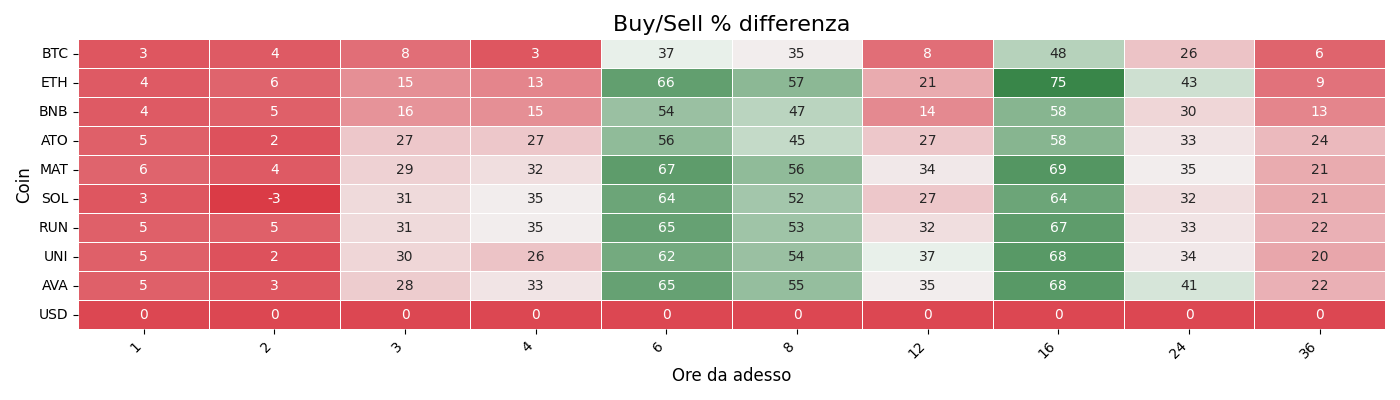 Buy/Sell % differenza
Coin
BTC 3 4 8 3 37 35 8 48 26 6
ETH 4 6 15 13 66 57 21 75 43 9
BNB 4 5 16 15 54 47 14 58 30 13
ATO 5 2 27 27 56 45 27 58 33 24
MAT 6 4 29 32 67 56 34 69 35 21
SOL 3 -3 31 35 64 52 27 64 32 21
RUN 5 5 31 35 65 53 32 67 33 22
UNI 5 2 30 26 62 54 37 68 34 20
AVA 5 3 28 33 65 55 35 68 41 22
USD 0 0 0 0 0 0 0 0 0 0
1 2 3 4 6 8 12 16 24 36
Ore da adesso